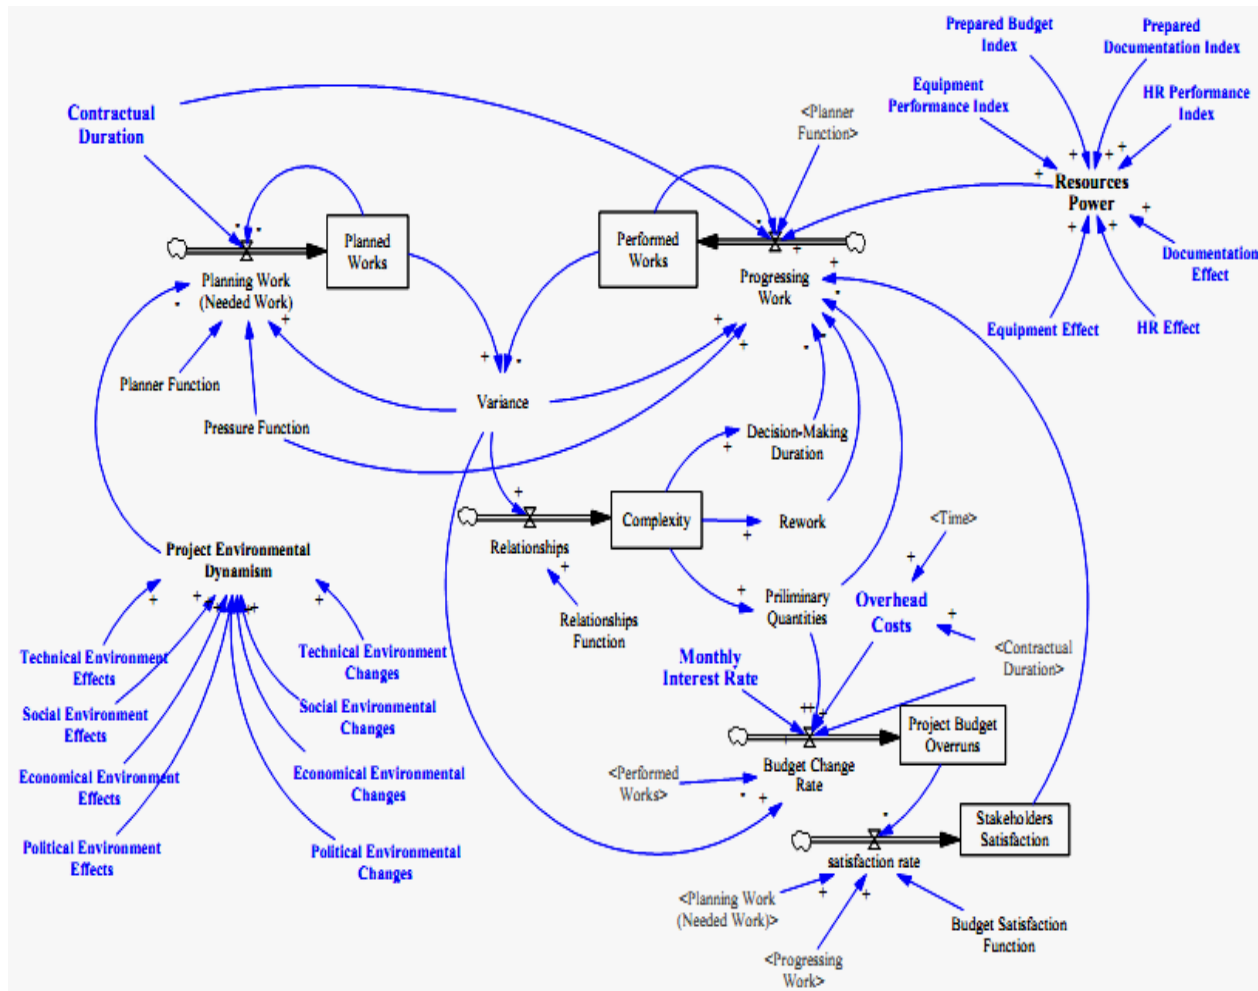 Prepared Budget
Index
Prepared
Documentation Index
Equipment
Performance Index
HR Performance
Index
Contractual
Duration
<Planner
Function>
Resources
Power
Planned
Works
Performed
Works
Planning Work
(Needed Work)
Progressing
Work
Documentation
Effect
Equipment Effect
HR Effect
Planner Function
Variance
Pressure Function
Decision-Making
Duration
Complexity
Rework
<Time>
Relationships
Project Environmental
Dynamism
Relationships
Function
Priliminary
Quantities
Overhead
Costs
<Contractual
Duration>
Technical Environment
Effects
Technical Environment
Changes
Monthly
Interest Rate
Social Environment
Effects
Social Environmental
Changes
Project Budget
Overruns
Economical Environment
Effects
Economical Environmental
Changes
<Performed
Works>
Budget Change
Rate
Stakeholders
Satisfaction
Political Environment
Effects
Political Environmental
Changes
satisfaction rate
<Planning Work
(Needed Work)>
Budget Satisfaction
Function
<Progressing
Work>